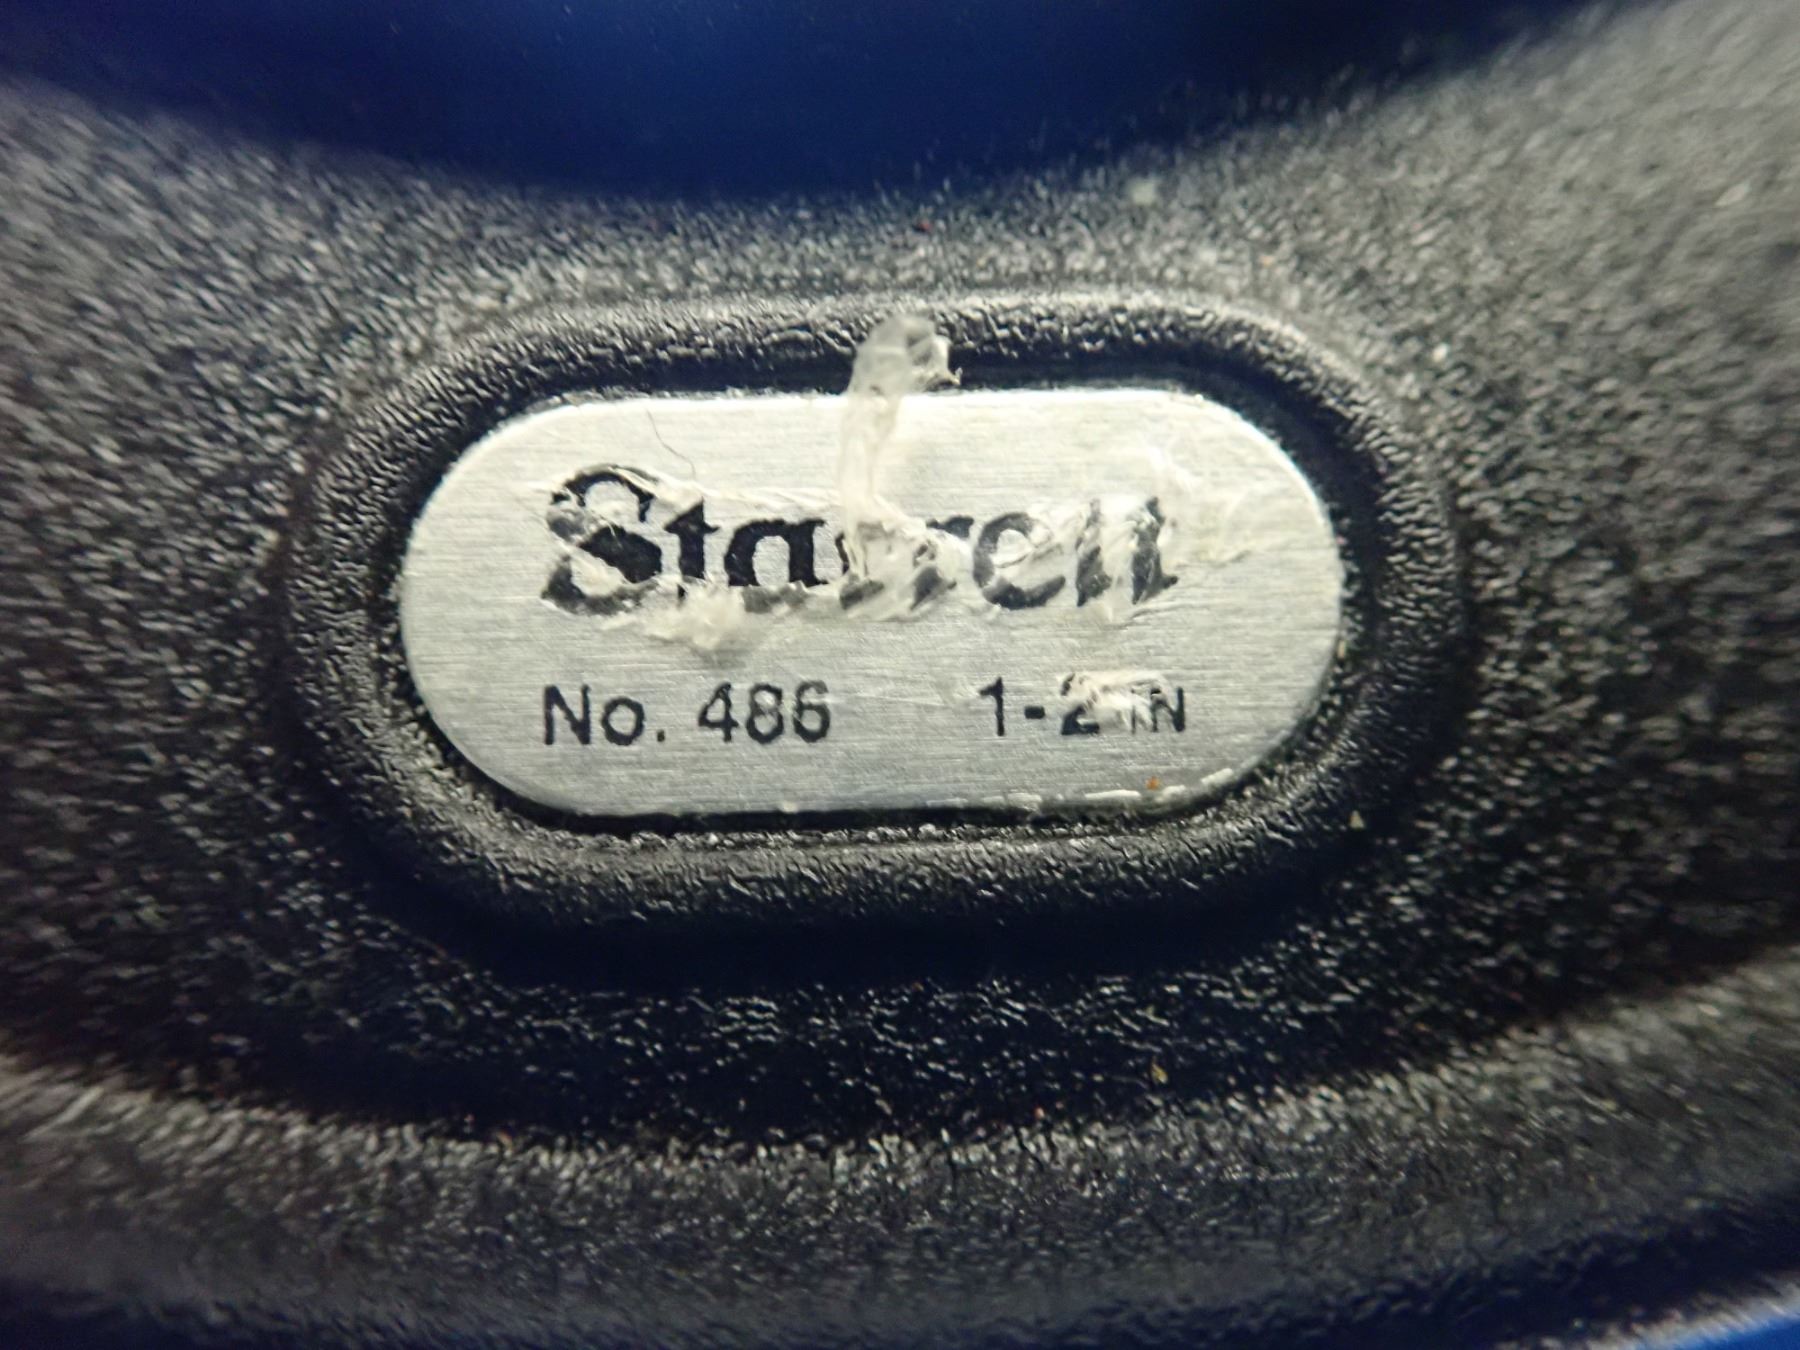 Starrett
No. 486 1-2 IN